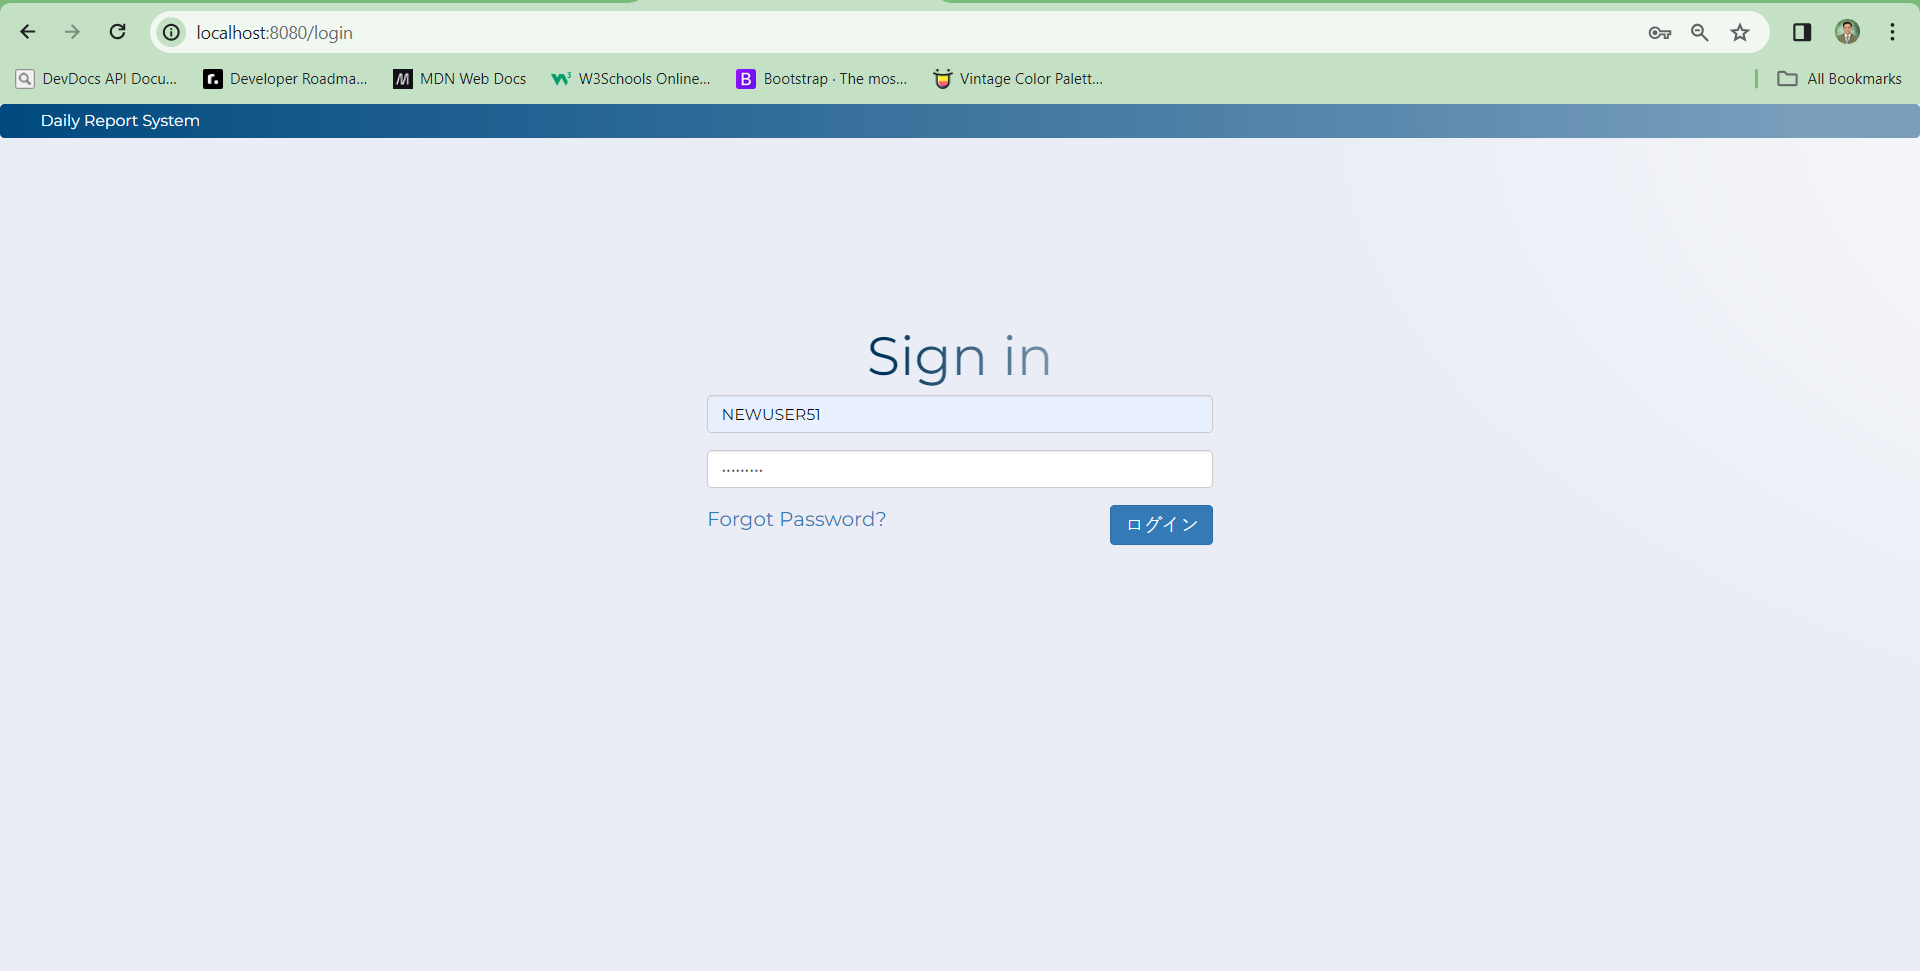 localhost:8080/login
DevDocs API Docu... Developer Roadma... MDN Web Docs W3Schools Online... Bootstrap · The mos... Vintage Color Palett... All Bookmarks
Daily Report System
Sign in
NEWUSER51
.........
Forgot Password? ログイン